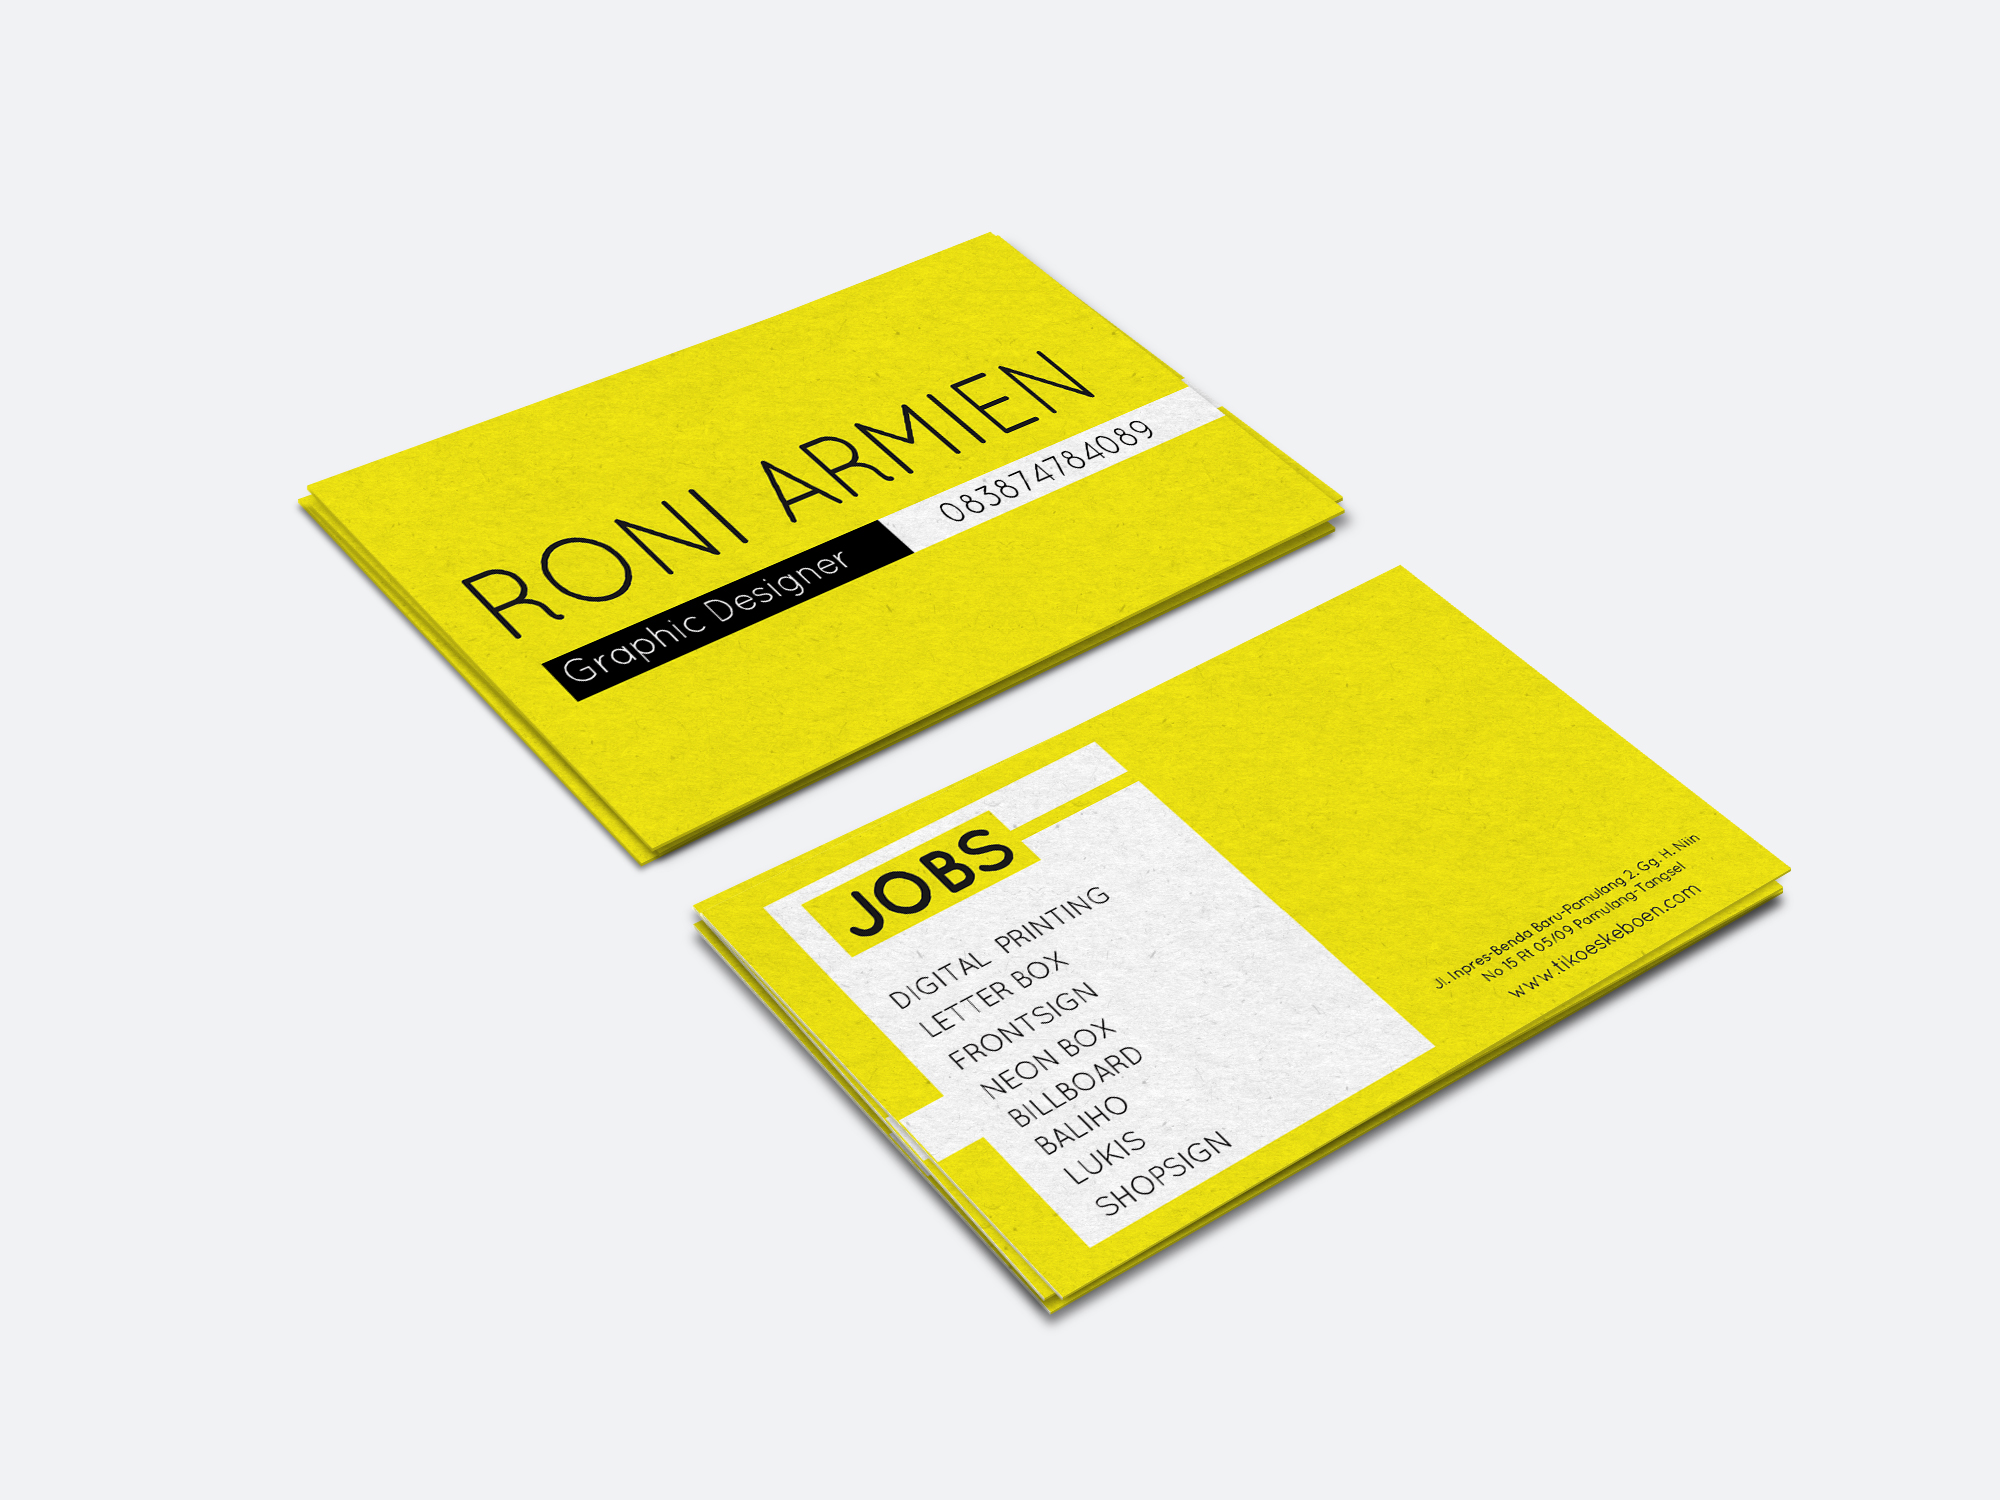 RONI ARMIEN
Graphic Designer
083874784089
JOBS
DIGITAL PRINTING
LETTER BOX
FRONTSIGN
NEON BOX
BILLBOARD
BALIHO
LUKIS
SHOPSIGN
Jl. Inpres-Benda Baru-Pamulang 2. Gg. H. Niin
No 15 Rt 05/09 Pamulang-Tangsel
www.tikoeskeboen.com